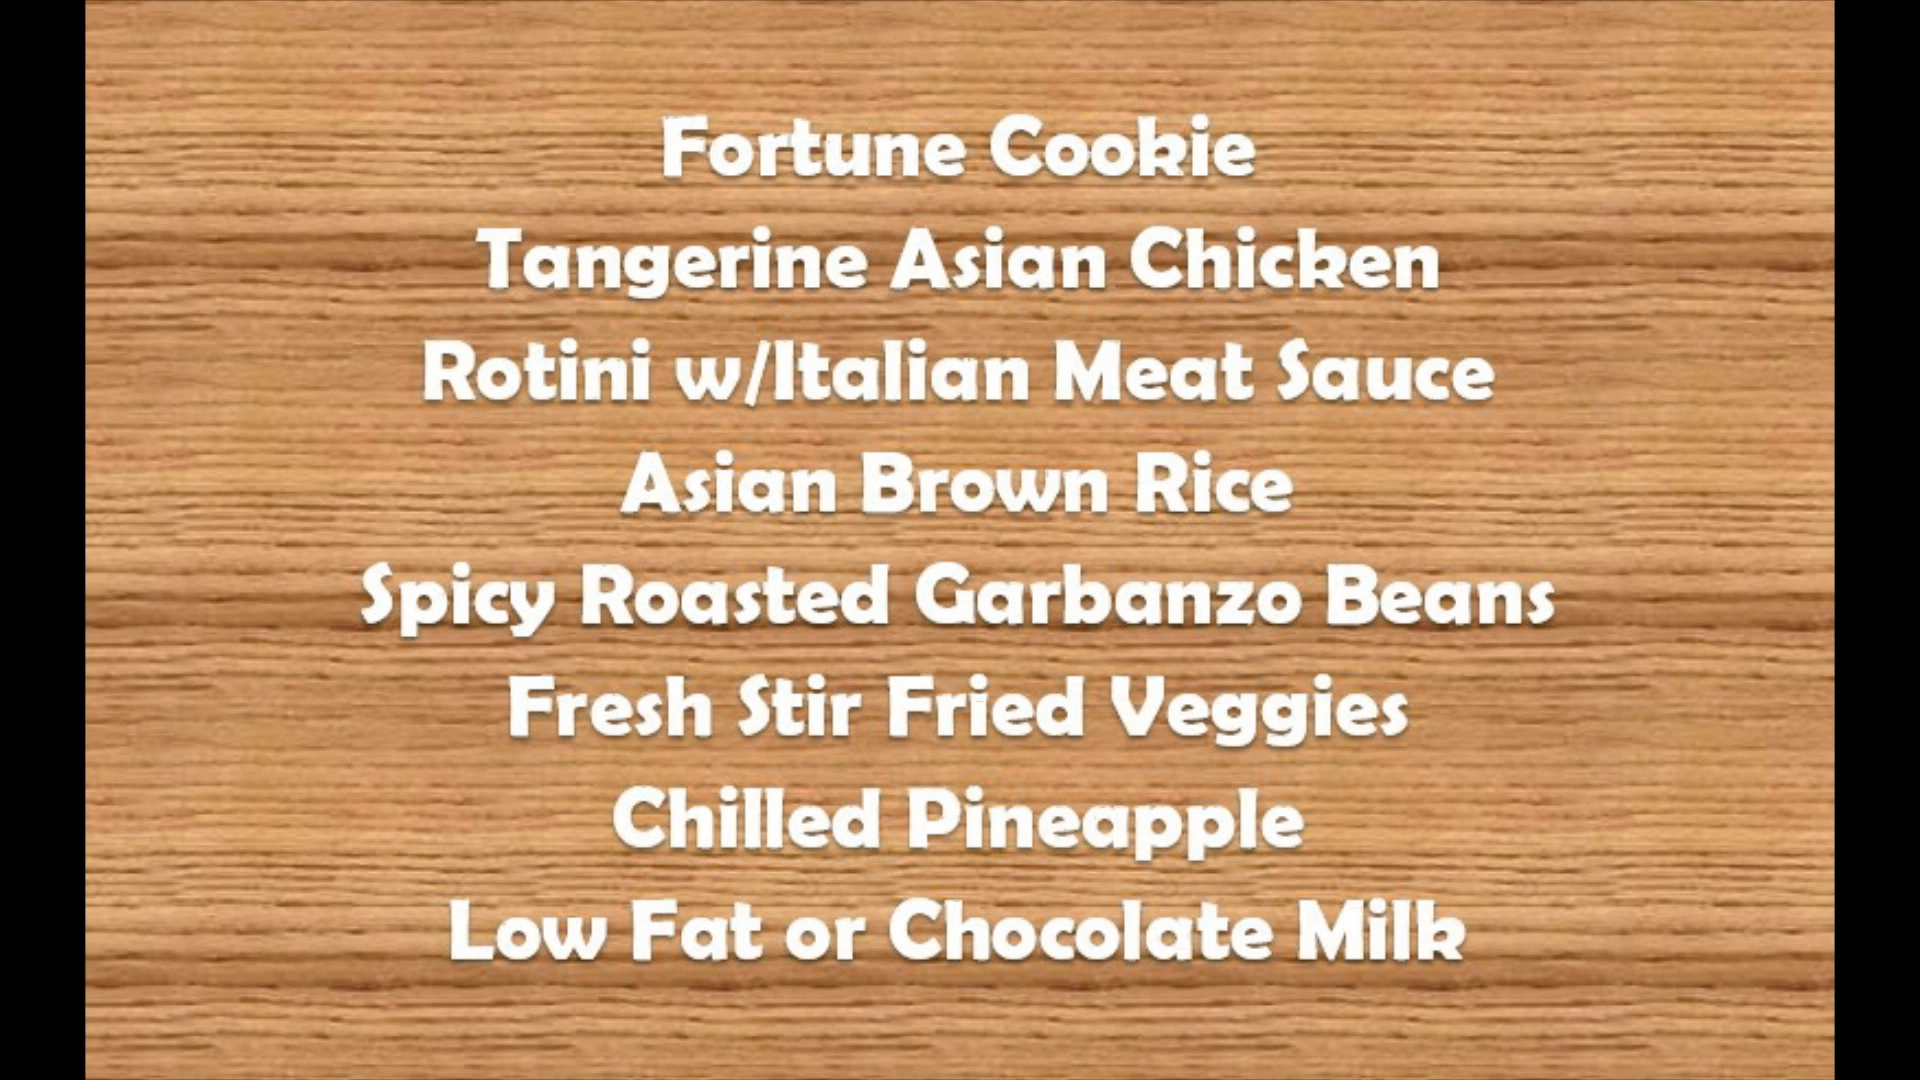 Fortune Cookie
Tangerine Asian Chicken
Rotini w/Italian Meat Sauce
Asian Brown Rice
Spicy Roasted Garbanzo Beans
Fresh Stir Fried Veggies
Chilled Pineapple
Low Fat or Chocolate Milk